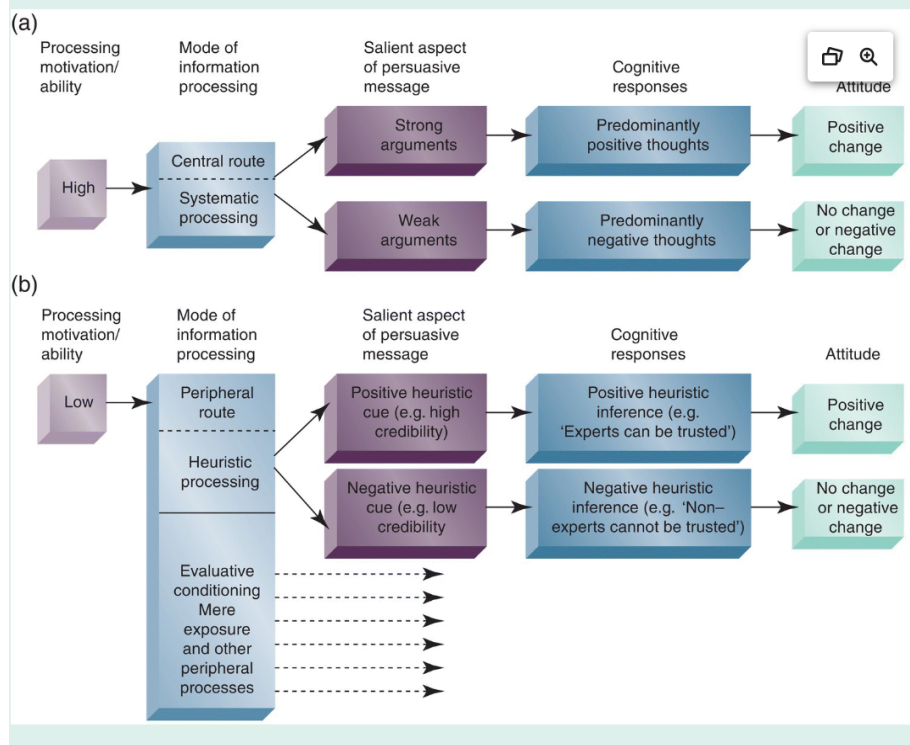 (a)
Processing
motivation/
ability
Mode of
information
processing
Salient aspect
of persuasive
message
Cognitive
responses
Attitude
High
Central route
Systematic
processing
Strong
arguments
Predominantly
positive thoughts
Positive
change
Weak
arguments
Predominantly
negative thoughts
No change
or negative
change
(b)
Processing
motivation/
ability
Mode of
information
processing
Salient aspect
of persuasive
message
Cognitive
responses
Attitude
Low
Peripheral
route
Heuristic
processing
Positive heuristic
cue (e.g. high
credibility)
Positive heuristic
inference (e.g.
‘Experts can be trusted’)
Positive
change
Negative heuristic
cue (e.g. low
credibility
Negative heuristic
inference (e.g. ‘Non–
experts cannot be trusted’)
No change
or negative
change
Evaluative
conditioning
Mere
exposure
and other
peripheral
processes